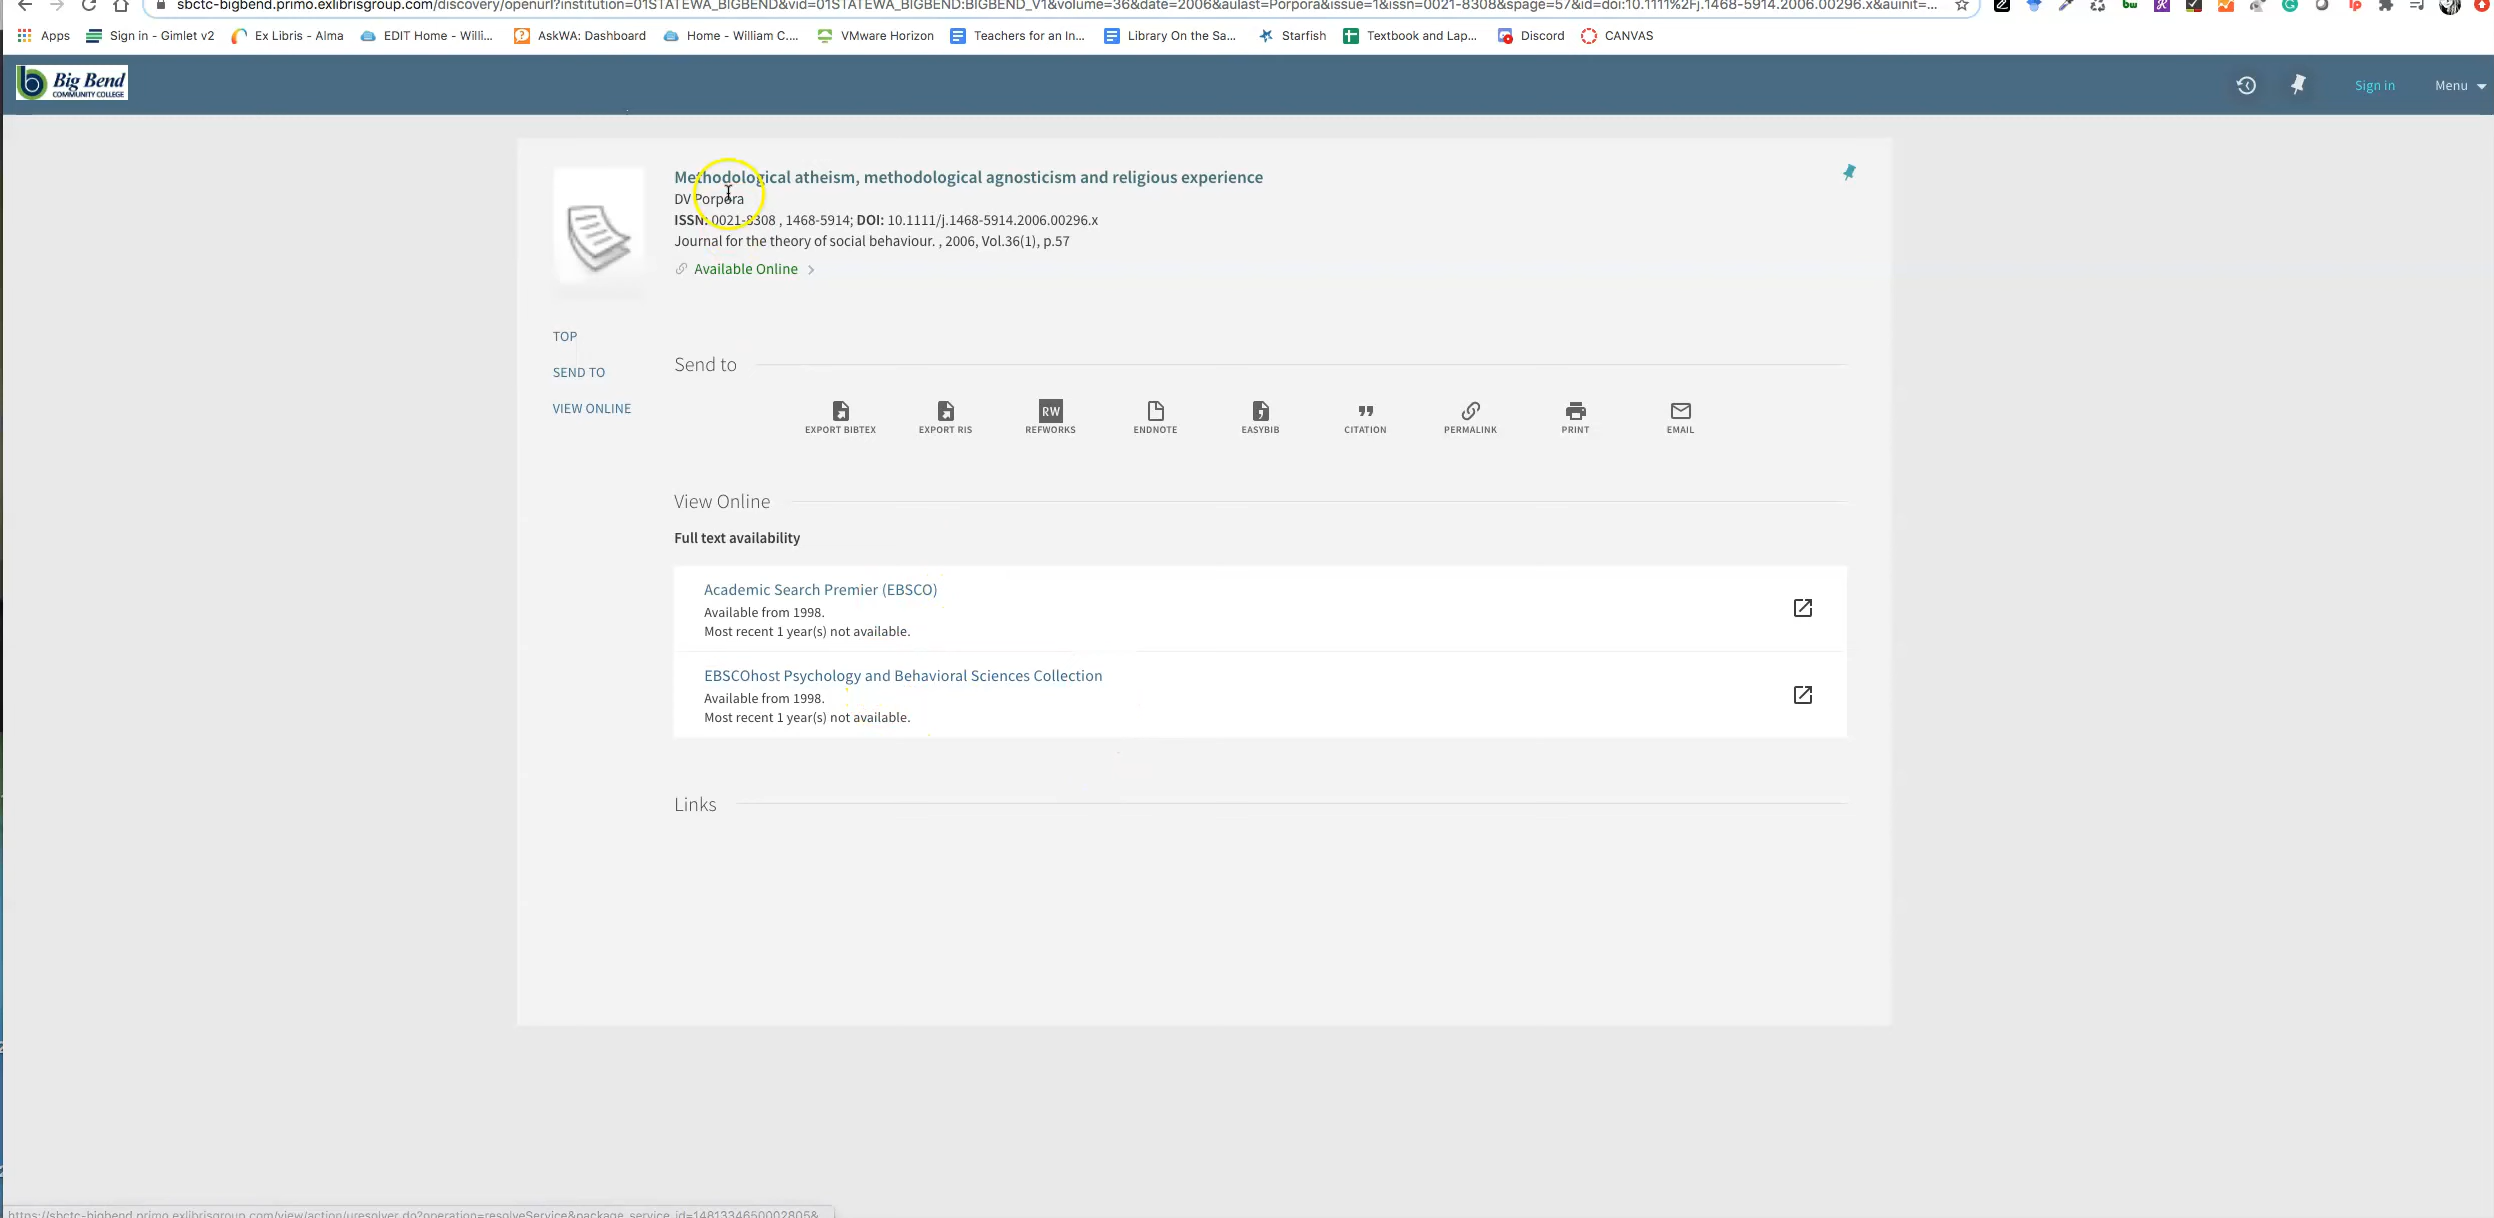 sbctc-bigbend.primo.exlibrisgroup.com/discovery/openurl?institution=01STATEWA_BIGBEND&vid=01STATEWA_BIGBEND:BIGBEND_V1&volume=36&date=2006&aulast=Porpora&issue=1&issn=0021-8308&spage=57&id=doi:10.1111%2Fj.1468-5914.2006.00296.x&auinit=...
Apps Sign in - Gimlet v2 Ex Libris - Alma EDIT Home - Willi... AskWA: Dashboard Home - William C.... VMware Horizon Teachers for an In... Library On the Sa... Starfish Textbook and Lap... Discord CANVAS
b Big Bend
COMMUNITY COLLEGE
Sign in Menu
Methodological atheism, methodological agnosticism and religious experience
DV Porpora
ISSN: 0021-8308 , 1468-5914; DOI: 10.1111/j.1468-5914.2006.00296.x
Journal for the theory of social behaviour. , 2006, Vol.36(1), p.57
Available Online
TOP
SEND TO
VIEW ONLINE
Send to
RW
EXPORT BIBTEX EXPORT RIS REFWORKS ENDNOTE EASYBIB CITATION PERMALINK PRINT EMAIL
View Online
Full text availability
Academic Search Premier (EBSCO)
Available from 1998.
Most recent 1 year(s) not available.
EBSCOhost Psychology and Behavioral Sciences Collection
Available from 1998.
Most recent 1 year(s) not available.
Links
https://sbctc-bigbend.primo.exlibrisgroup.com/view/action/uresolver.do?operation=resolveService&package_service_id=14813346500002805&